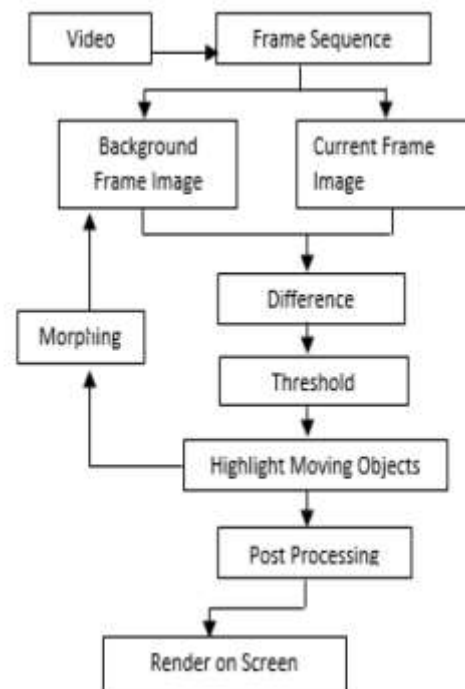 Video
Frame Sequence
Background
Frame Image
Current Frame
Image
Difference
Morphing
Threshold
Highlight Moving Objects
Post Processing
Render on Screen